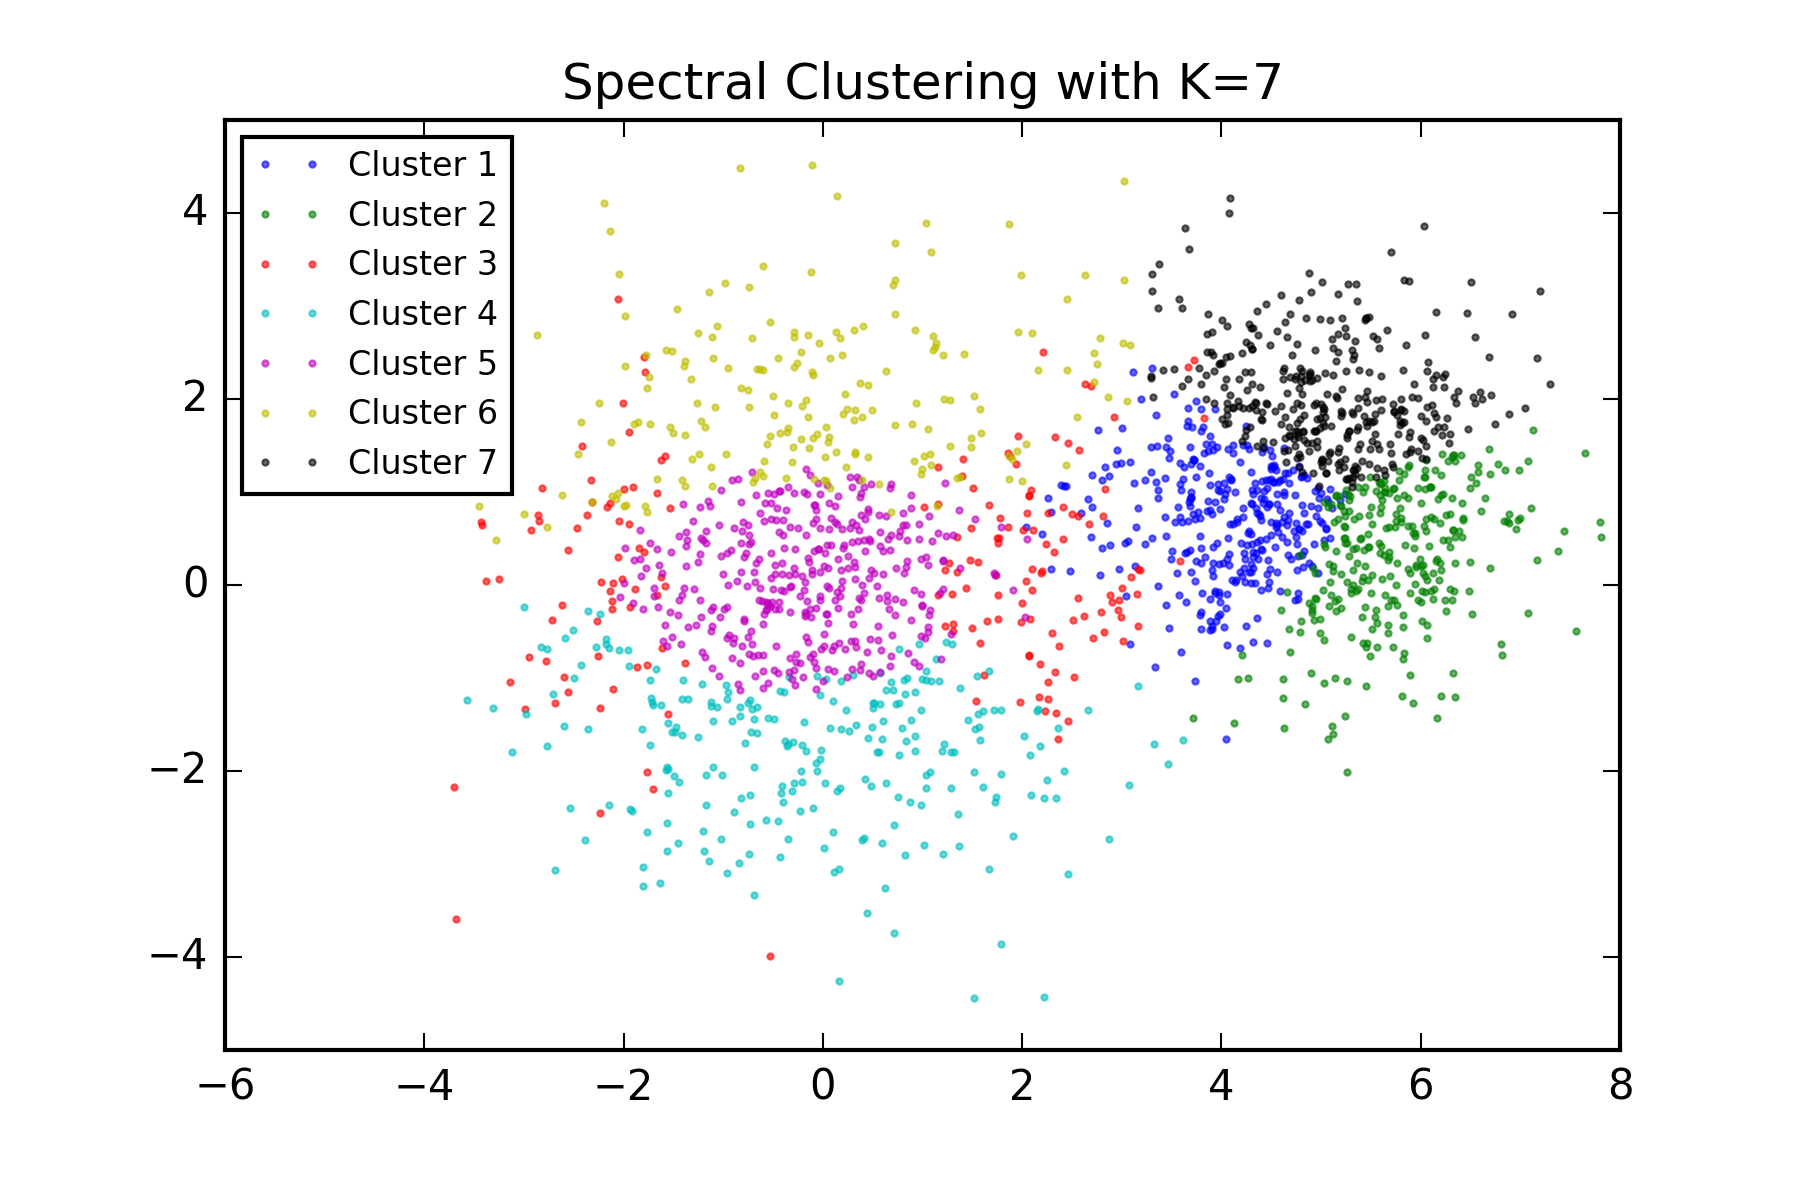 Spectral Clustering with K=7
Cluster 1
Cluster 2
Cluster 3
Cluster 4
Cluster 5
Cluster 6
Cluster 7
4
2
0
−2
−4
−6 −4 −2 0 2 4 6 8